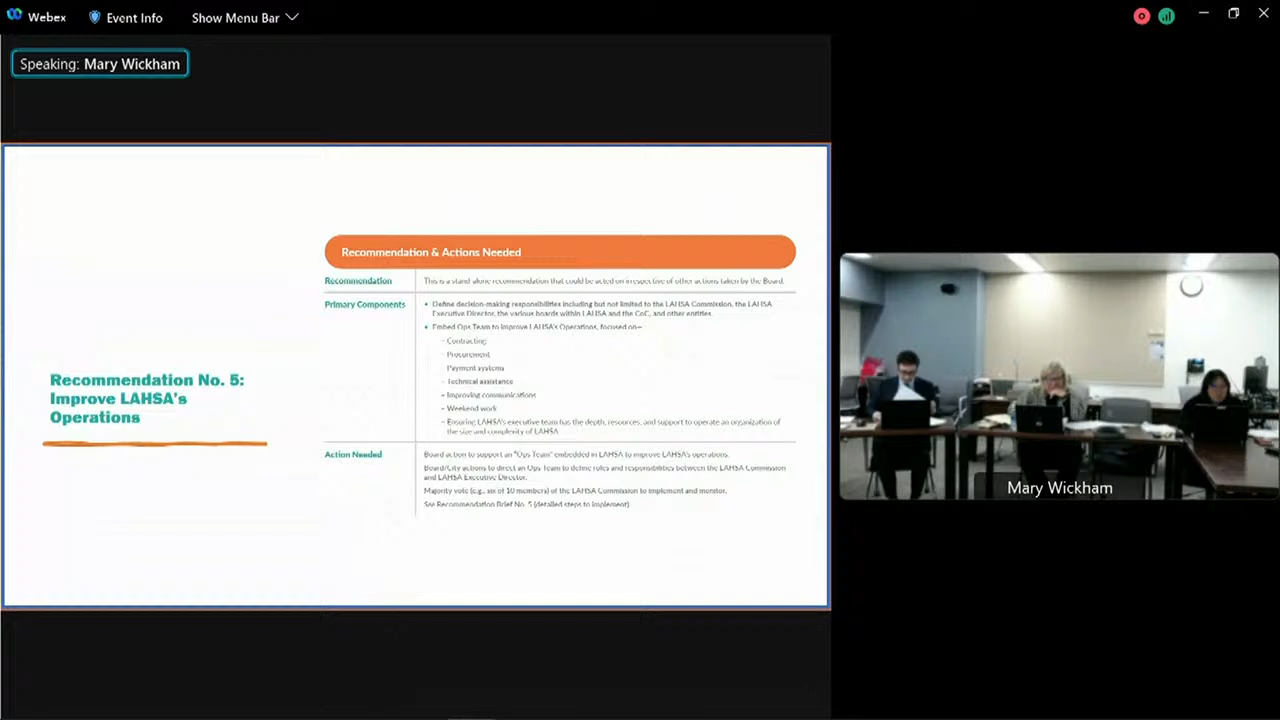 Webex
Event Info
Show Menu Bar
Speaking: Mary Wickham
Recommendation No. 5:
Improve LAHSA's
Operations
Recommendation & Actions Needed
Recommendation
This is a stand-alone recommendation that could be acted on irrespective of other actions taken by the Board.
Primary Components
• Define decision-making responsibilities including but not limited to the LAHSA Commission, the LAHSA
Executive Director, the various boards within LAHSA and the CoC, and other entities.
• Embed Ops Team to Improve LAHSA's Operations, focused on—
– Contracting
– Procurement
– Payment systems
– Technical assistance
– Improving communications
– Weekend work
– Ensuring LAHSA's executive team has the depth, resources, and support to operate an organization of
the size and complexity of LAHSA
Action Needed
Board action to support an "Ops Team" embedded in LAHSA to improve LAHSA's operations.
Board/City actions to direct an Ops Team to define roles and responsibilities between the LAHSA Commission
and LAHSA Executive Director.
Majority vote (e.g., six of 10 members) of the LAHSA Commission to implement and monitor.
See Recommendation Brief No. 5 (detailed steps to implement)
Mary Wickham